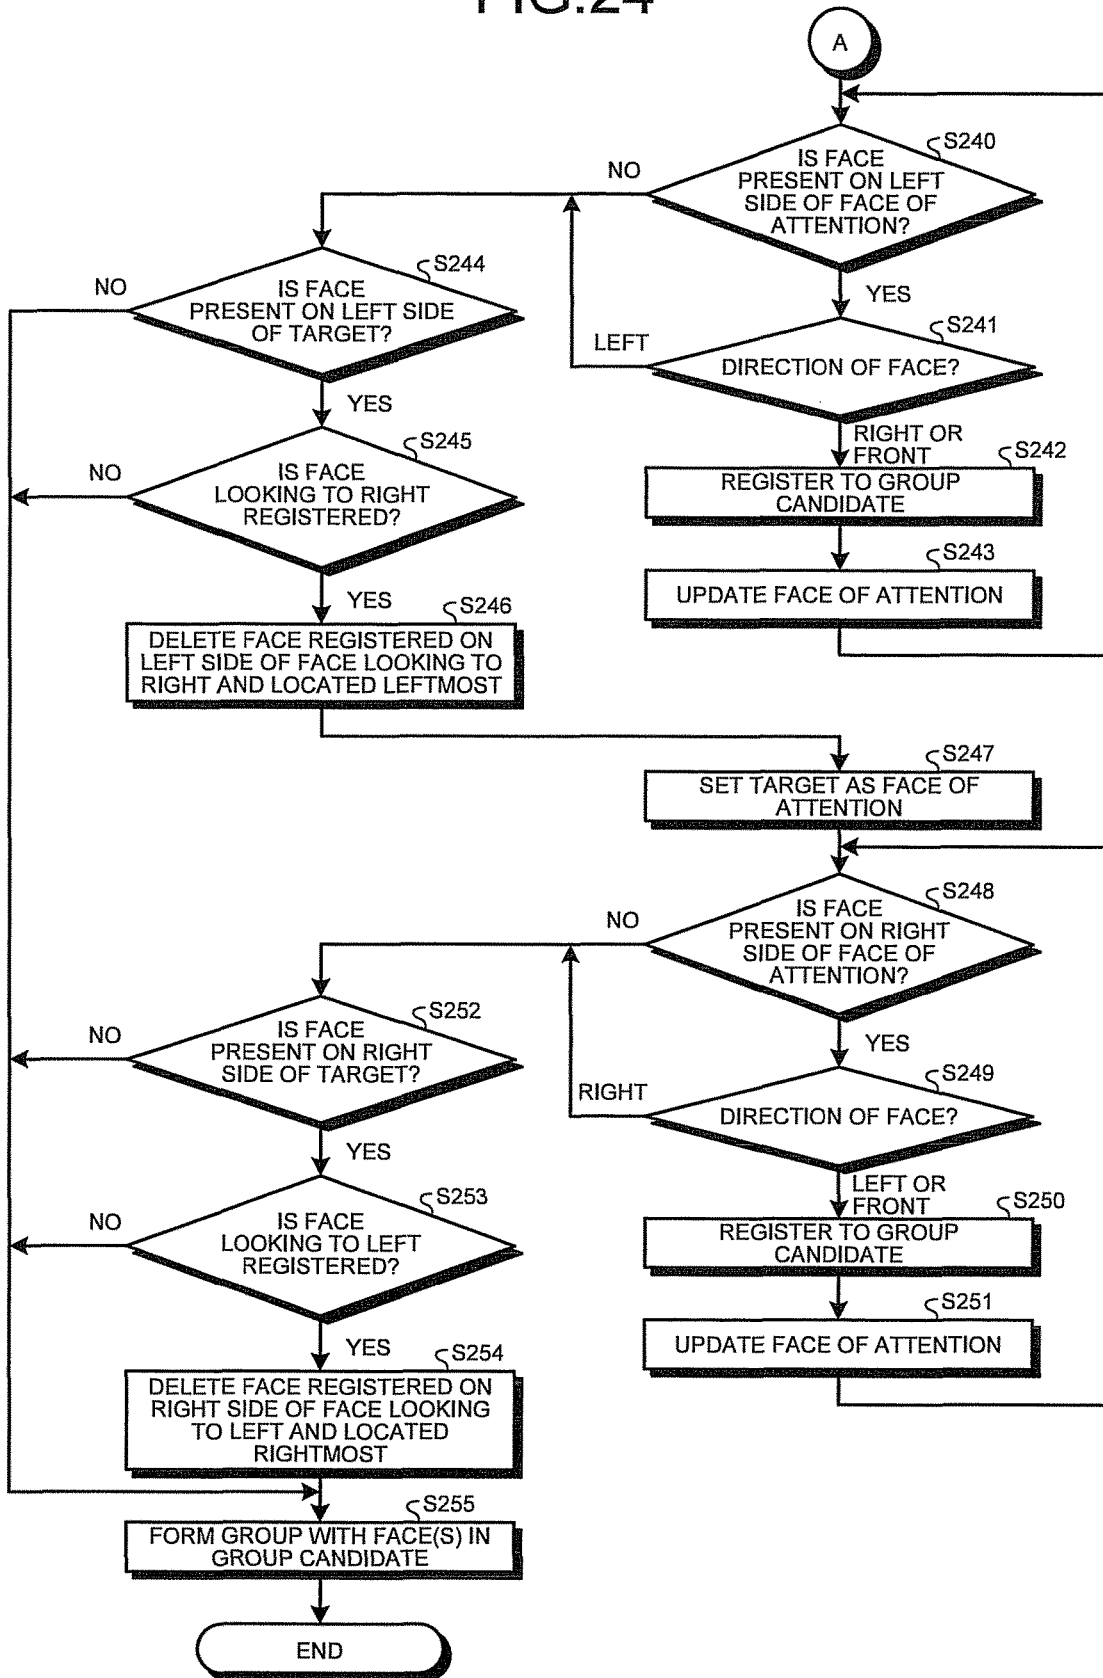 FIG.24
A
S240
IS FACE
PRESENT ON LEFT
SIDE OF FACE OF
ATTENTION?
NO
YES
S241
DIRECTION OF FACE?
LEFT
RIGHT OR
FRONT
S242
REGISTER TO GROUP
CANDIDATE
S243
UPDATE FACE OF ATTENTION
S244
IS FACE
PRESENT ON LEFT SIDE
OF TARGET?
NO
YES
S245
IS FACE
LOOKING TO RIGHT
REGISTERED?
NO
YES
S246
DELETE FACE REGISTERED ON
LEFT SIDE OF FACE LOOKING TO
RIGHT AND LOCATED LEFTMOST
S247
SET TARGET AS FACE OF
ATTENTION
S248
IS FACE
PRESENT ON RIGHT
SIDE OF FACE OF
ATTENTION?
NO
YES
S249
DIRECTION OF FACE?
RIGHT
LEFT OR
FRONT
S250
REGISTER TO GROUP
CANDIDATE
S251
UPDATE FACE OF ATTENTION
S252
IS FACE
PRESENT ON RIGHT
SIDE OF TARGET?
NO
YES
S253
IS FACE
LOOKING TO LEFT
REGISTERED?
NO
YES
S254
DELETE FACE REGISTERED ON
RIGHT SIDE OF FACE LOOKING
TO LEFT AND LOCATED
RIGHTMOST
S255
FORM GROUP WITH FACE(S) IN
GROUP CANDIDATE
END